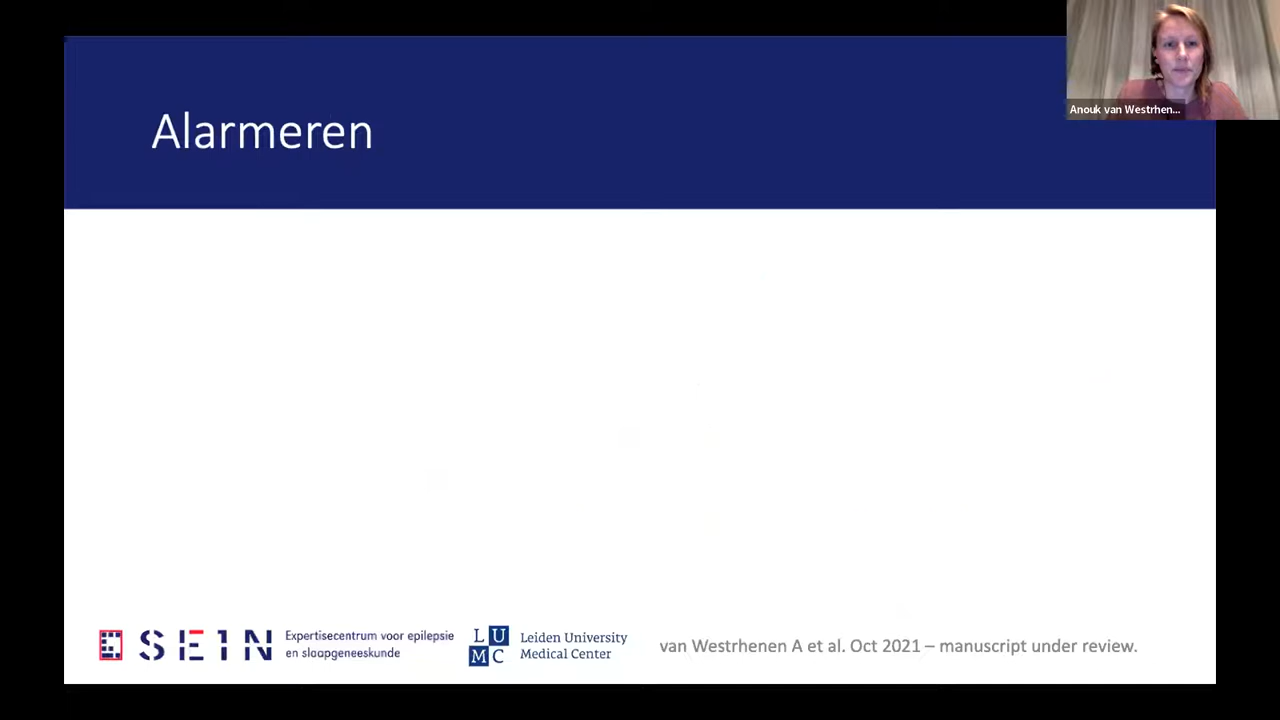 Alarmeren
Anouk van Westrhen...
SEIN
Expertisecentrum voor epilepsie
en slaapgeneeskunde
L U
M C
Leiden University
Medical Center
van Westrhenen A et al. Oct 2021 – manuscript under review.